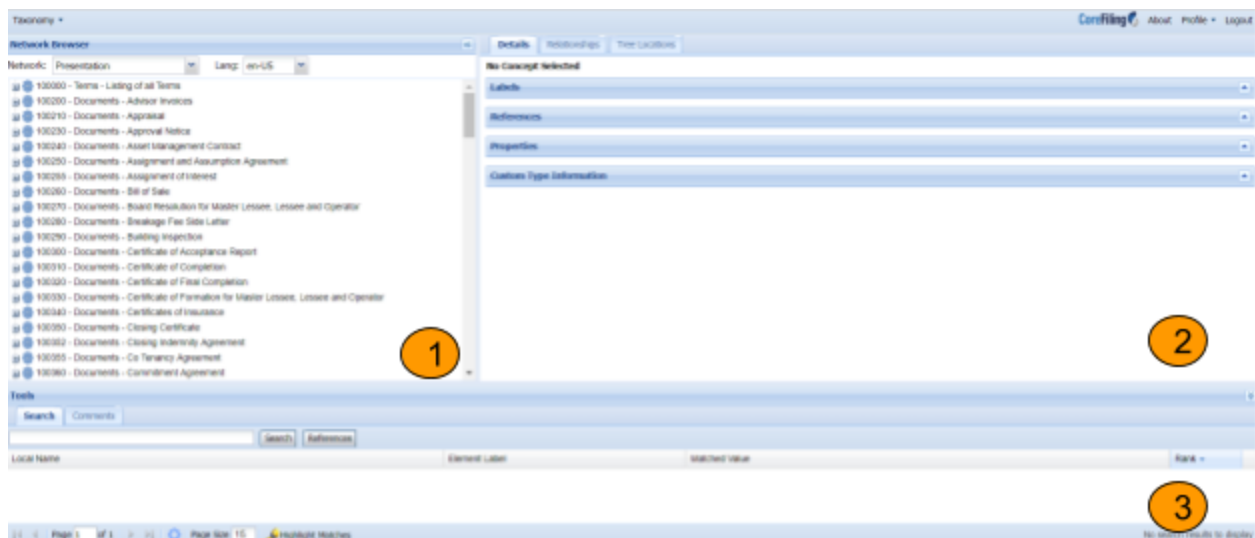 Taxonomy
CoreFiling About Profile Logout
Network Browser
Details Relationships Tree Locations
Network: Presentation Lang: en-US
No Concept Selected
100000 - Terms - Listing of all Terms
Labels
100200 - Documents - Advisor Invoices
100210 - Documents - Appraisal
References
100230 - Documents - Approval Notice
100240 - Documents - Asset Management Contract
Properties
100250 - Documents - Assignment and Assumption Agreement
100255 - Documents - Assignment of Interest
Custom Type Information
100260 - Documents - Bill of Sale
100270 - Documents - Board Resolution for Master Lessee, Lessee and Operator
100280 - Documents - Breakage Fee Side Letter
100290 - Documents - Building Inspection
100300 - Documents - Certificate of Acceptance Report
100310 - Documents - Certificate of Completion
100320 - Documents - Certificate of Final Completion
100330 - Documents - Certificate of Formation for Master Lessee, Lessee and Operator
100340 - Documents - Certificates of Insurance
100350 - Documents - Closing Certificate
100352 - Documents - Closing Indemnity Agreement
100355 - Documents - Co Tenancy Agreement
100360 - Documents - Commitment Agreement
1
2
Tools
Search Comments
Search References
Local Name Element Label Matched Value Rank
3
Page 1 of 1 Page Size 15 Highlight Matches No search results to display